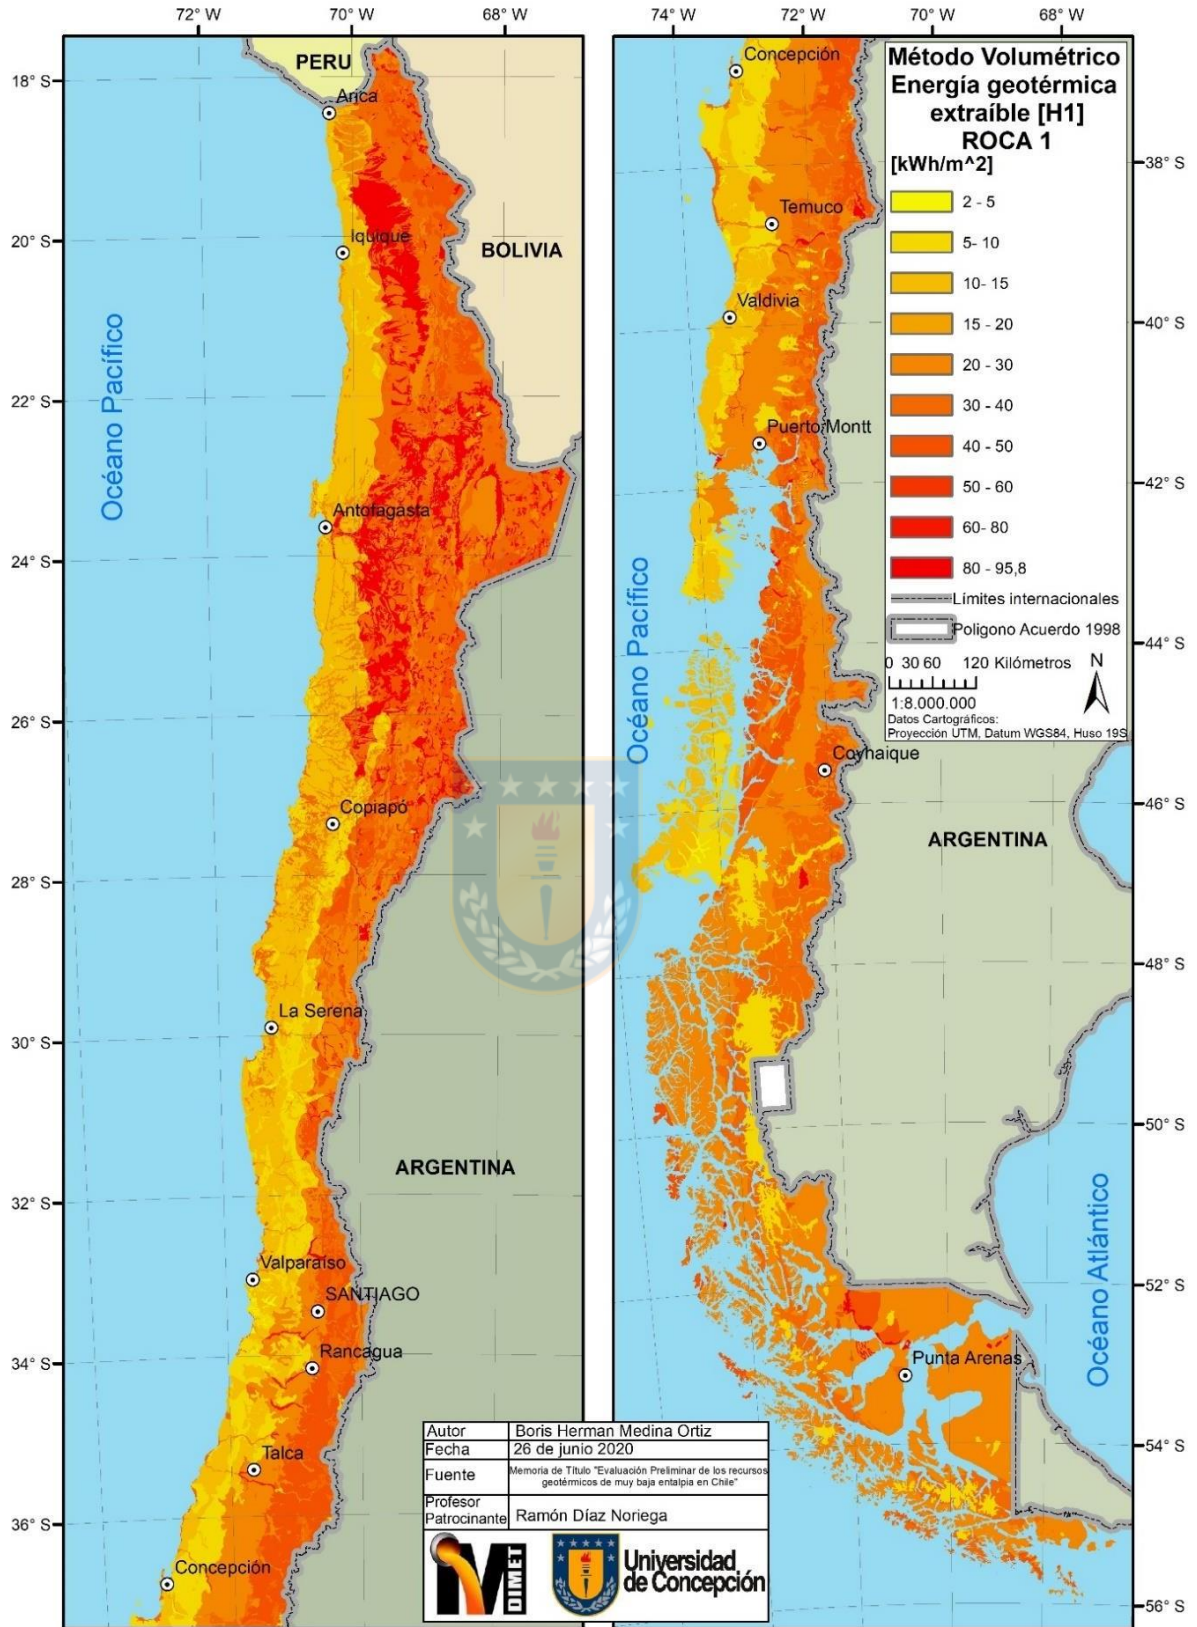 72° W
70° W
68° W
74° W
72° W
70° W
68° W
18° S
20° S
22° S
24° S
26° S
28° S
30° S
32° S
34° S
36° S
PERU
Arica
Iquique
BOLIVIA
Océano Pacífico
Antofagasta
Copiapó
La Serena
ARGENTINA
Valparaíso
SANTIAGO
Rancagua
Talca
Concepción
Concepción
Temuco
Valdivia
Puerto Montt
Océano Pacífico
Coyhaique
ARGENTINA
Océano Atlántico
Punta Arenas
Método Volumétrico
Energía geotérmica
extraíble [H1]
ROCA 1
[kWh/m^2]
2 - 5
5- 10
10- 15
15 - 20
20 - 30
30 - 40
40 - 50
50 - 60
60- 80
80 - 95,8
Límites internacionales
Poligono Acuerdo 1998
0 30 60 120 Kilómetros
N
1:8.000.000
Datos Cartográficos:
Proyección UTM, Datum WGS84, Huso 19S
38° S
40° S
42° S
44° S
46° S
48° S
50° S
52° S
54° S
56° S
Autor Boris Herman Medina Ortiz
Fecha 26 de junio 2020
Fuente Memoria de Título "Evaluación Preliminar de los recursos
geotérmicos de muy baja entalpia en Chile"
Profesor
Patrocinante Ramón Díaz Noriega
IM
DIMET
Universidad
de Concepción